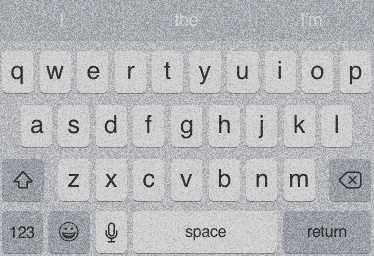 I the I'm
q w e r t y u i o p
a s d f g h j k l
z x c v b n m
123 space return